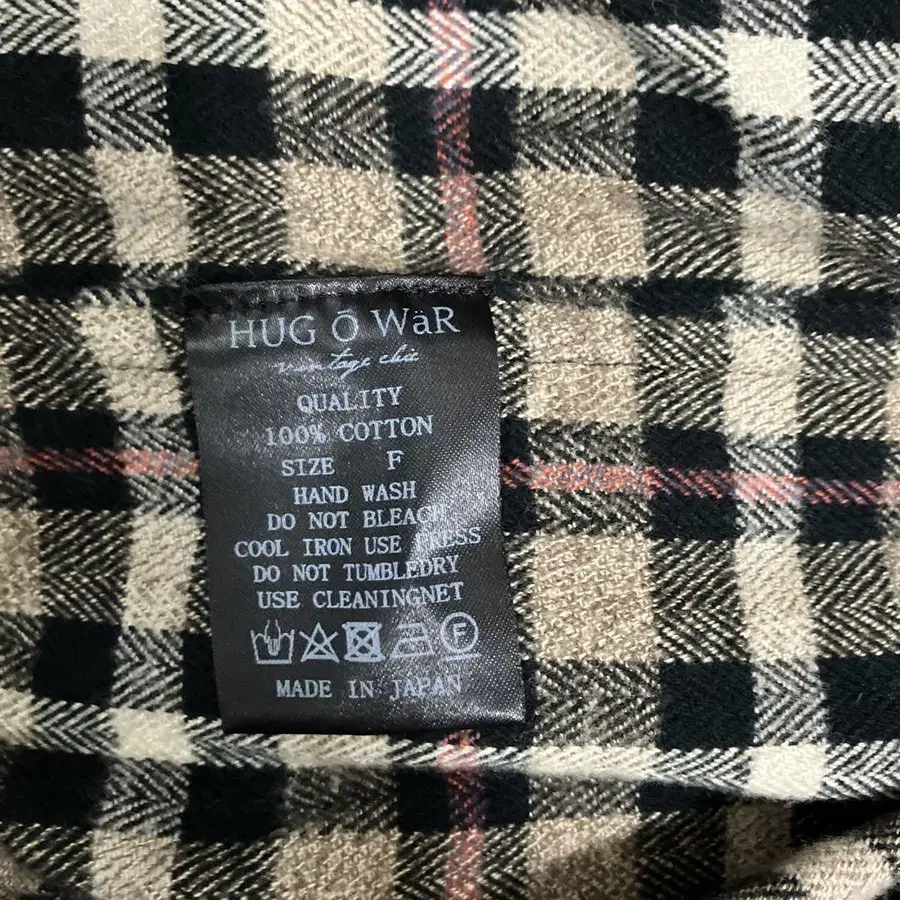 HUG Ō WäR
vintage chic
QUALITY
100% COTTON
SIZE F
HAND WASH
DO NOT BLEACH
COOL IRON USE PRESS
DO NOT TUMBLEDRY
USE CLEANINGNET
F
MADE IN JAPAN